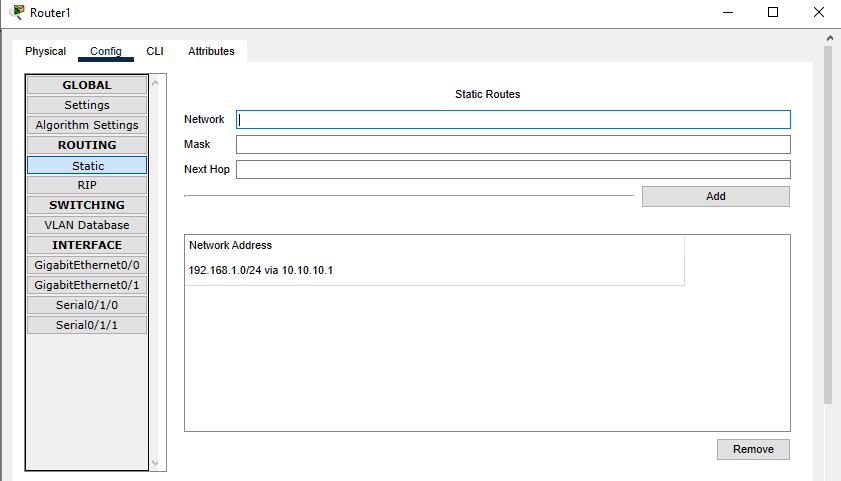 Router1
Physical Config CLI Attributes
GLOBAL
Settings
Algorithm Settings
ROUTING
Static
RIP
SWITCHING
VLAN Database
INTERFACE
GigabitEthernet0/0
GigabitEthernet0/1
Serial0/1/0
Serial0/1/1
Static Routes
Network
Mask
Next Hop
Add
Network Address
192.168.1.0/24 via 10.10.10.1
Remove